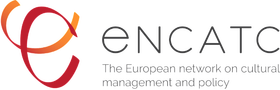 encatc
The European network on cultural
management and policy